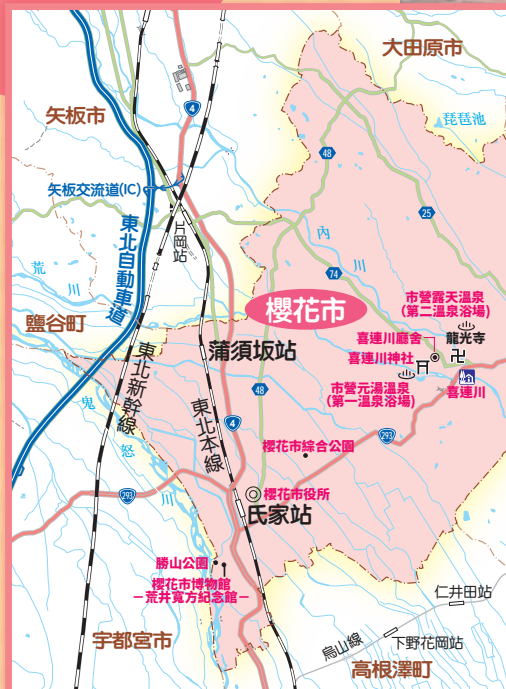 大田原市
矢板市
琵琶池
4
48
矢板交流道(IC)
25
片岡站
東北自動車道
內川
荒川
74
市營露天溫泉
(第二溫泉浴場)
櫻花市
鹽谷町
喜連川廳舍
龍光寺
蒲須坂站
喜連川神社
東北新幹線
市營元湯溫泉
(第一溫泉浴場)
喜連川
48
鬼怒川
東北本線
4
293
櫻花市綜合公園
293
櫻花市役所
氏家站
勝山公園
櫻花市博物館
－荒井寬方紀念館－
仁井田站
宇都宮市
烏山線
下野花岡站
高根澤町